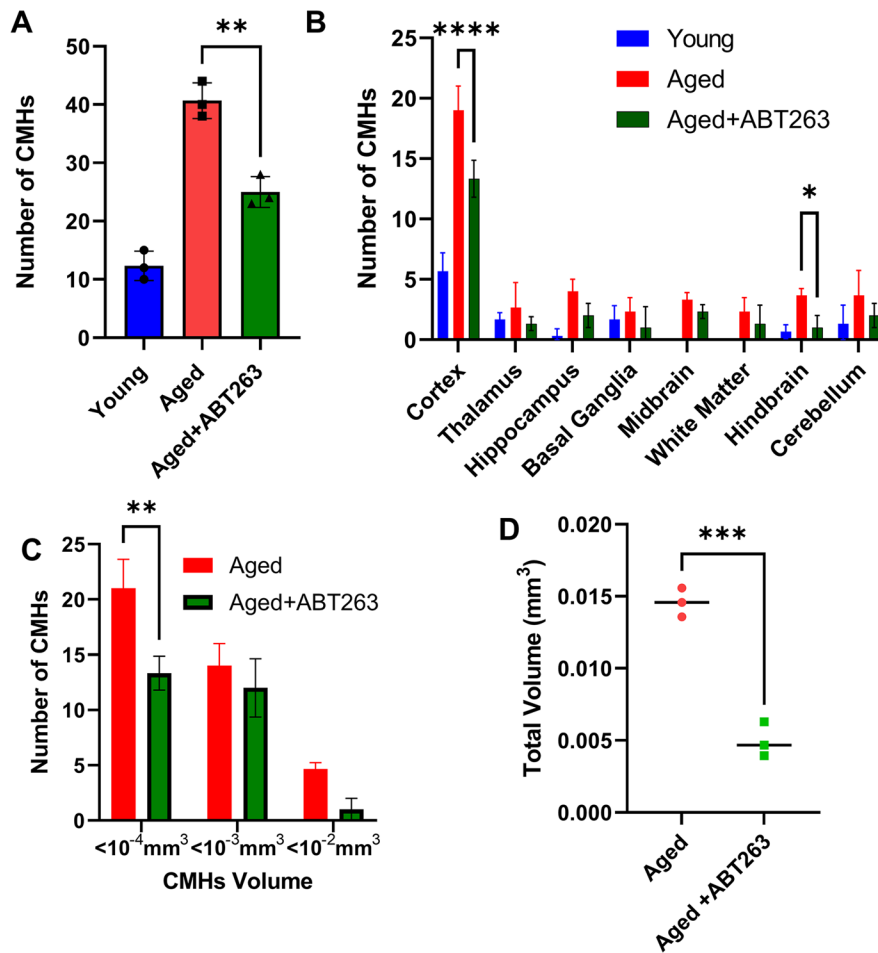 A
Number of CMHs
50
40
30
20
10
0
**
Young
Aged
Aged+ABT263
B
Number of CMHs
25
20
15
10
5
0
****
*
Young
Aged
Aged+ABT263
Cortex
Thalamus
Hippocampus
Basal Ganglia
Midbrain
White Matter
Hindbrain
Cerebellum
C
Number of CMHs
25
20
15
10
5
0
**
Aged
Aged+ABT263
<10⁻⁴mm³ <10⁻³mm³ <10⁻²mm³
CMHs Volume
D
Total Volume (mm³)
0.020
0.015
0.010
0.005
0.000
***
Aged
Aged +ABT263